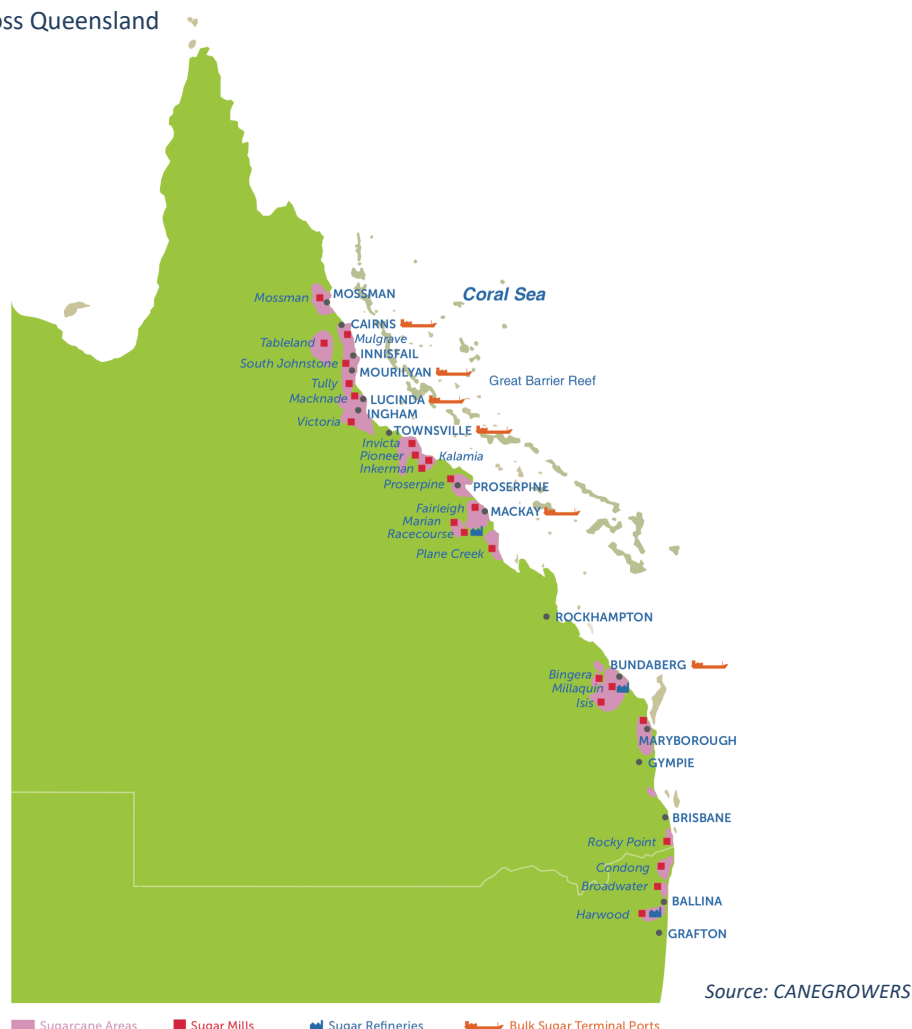 oss Queensland
Mossman
MOSSMAN
Coral Sea
CAIRNS
Mulgrave
Tableland
INNISFAIL
South Johnstone
MOURILYAN
Great Barrier Reef
Tully
Macknade
LUCINDA
INGHAM
Victoria
TOWNSVILLE
Invicta
Pioneer
Kalamia
Inkerman
Proserpine
PROSERPINE
Fairleigh
MACKAY
Marian
Racecourse
Plane Creek
ROCKHAMPTON
BUNDABERG
Bingera
Millaquin
Isis
MARYBOROUGH
GYMPIE
BRISBANE
Rocky Point
Condong
Broadwater
BALLINA
Harwood
GRAFTON
Source: CANEGROWERS
Sugarcane Areas Sugar Mills Sugar Refineries Bulk Sugar Terminal Ports